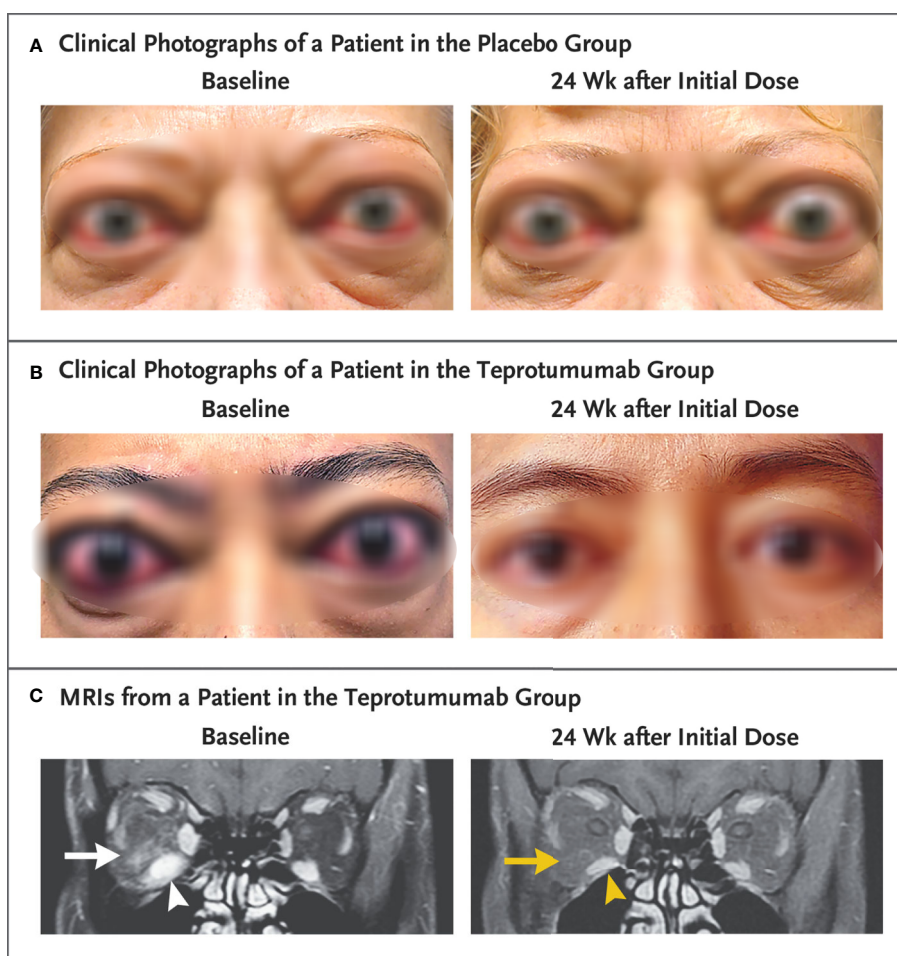 A Clinical Photographs of a Patient in the Placebo Group
Baseline
24 Wk after Initial Dose
B Clinical Photographs of a Patient in the Teprotumumab Group
Baseline
24 Wk after Initial Dose
C MRIs from a Patient in the Teprotumumab Group
Baseline
24 Wk after Initial Dose